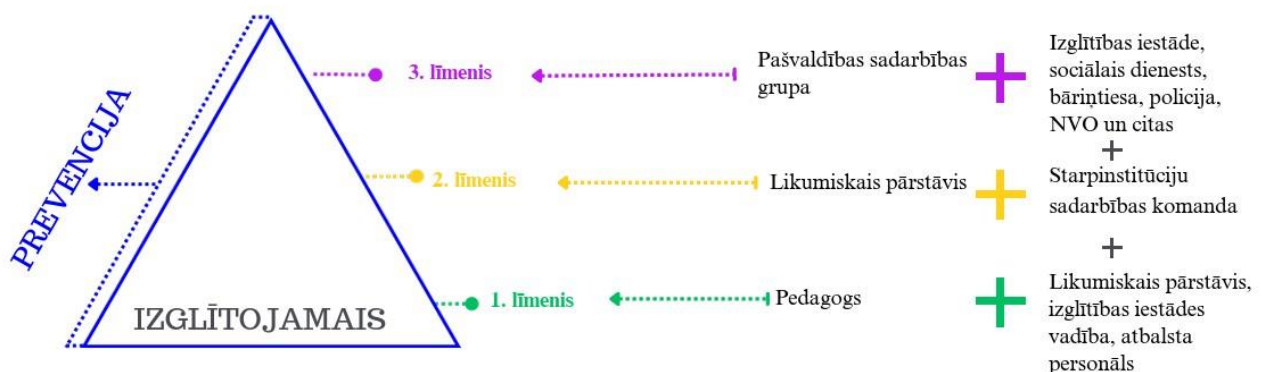 PREVENCIJA
IZGLĪTOJAMAIS
3. līmenis
Pašvaldības sadarbības
grupa
+
Izglītības iestāde,
sociālais dienests,
bāriņtiesa, policija,
NVO un citas
+
2. līmenis
Likumiskais pārstāvis
+
Starpinstitūciju
sadarbības komanda
+
1. līmenis
Pedagogs
+
Likumiskais pārstāvis,
izglītības iestādes
vadība, atbalsta
personāls